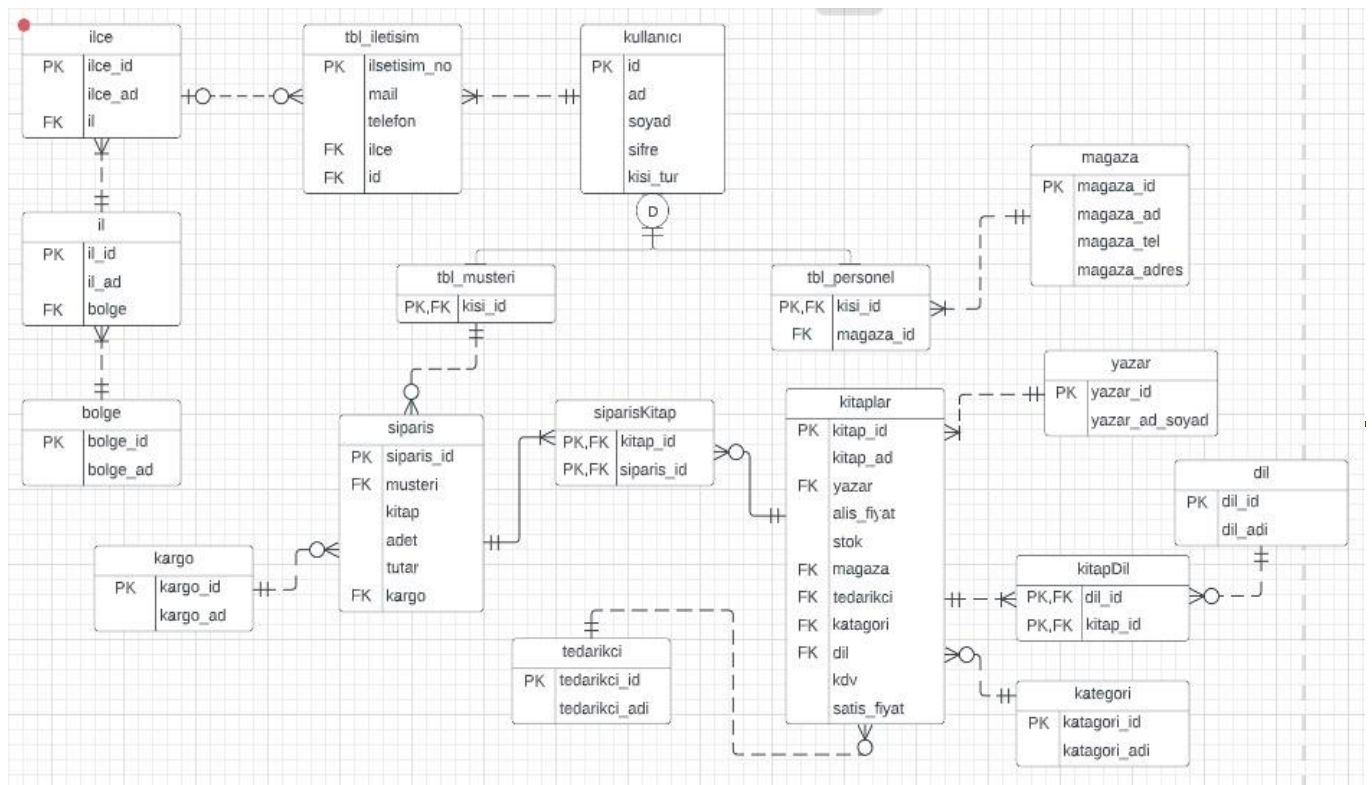 ilce
PK ilce_id
ilce_ad
FK il
tbl_iletisim
PK ilsetisim_no
mail
telefon
FK ilce
FK id
kullanıcı
PK id
ad
soyad
sifre
kisi_tur
D
magaza
PK magaza_id
magaza_ad
magaza_tel
magaza_adres
il
PK il_id
il_ad
FK bolge
tbl_musteri
PK,FK kisi_id
tbl_personel
PK,FK kisi_id
FK magaza_id
yazar
PK yazar_id
yazar_ad_soyad
bolge
PK bolge_id
bolge_ad
siparis
PK siparis_id
FK musteri
kitap
adet
tutar
FK kargo
siparisKitap
PK,FK kitap_id
PK,FK siparis_id
kitaplar
PK kitap_id
kitap_ad
FK yazar
alis_fiyat
stok
FK magaza
FK tedarikci
FK katagori
FK dil
kdv
satis_fiyat
dil
PK dil_id
dil_adi
kargo
PK kargo_id
kargo_ad
kitapDil
PK,FK dil_id
PK,FK kitap_id
tedarikci
PK tedarikci_id
tedarikci_adi
kategori
PK katagori_id
katagori_adi